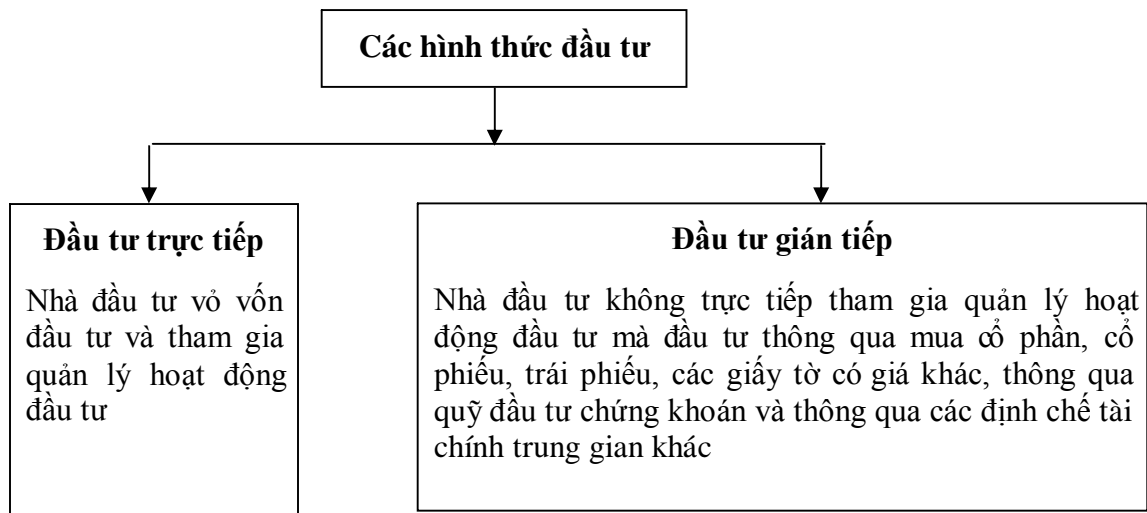 Các hình thức đầu tư
Đầu tư trực tiếp
Nhà đầu tư vỏ vốn
đầu tư và tham gia
quản lý hoạt động
đầu tư
Đầu tư gián tiếp
Nhà đầu tư không trực tiếp tham gia quản lý hoạt
động đầu tư mà đầu tư thông qua mua cổ phần, cổ
phiếu, trái phiếu, các giấy tờ có giá khác, thông qua
quỹ đầu tư chứng khoán và thông qua các định chế tài
chính trung gian khác